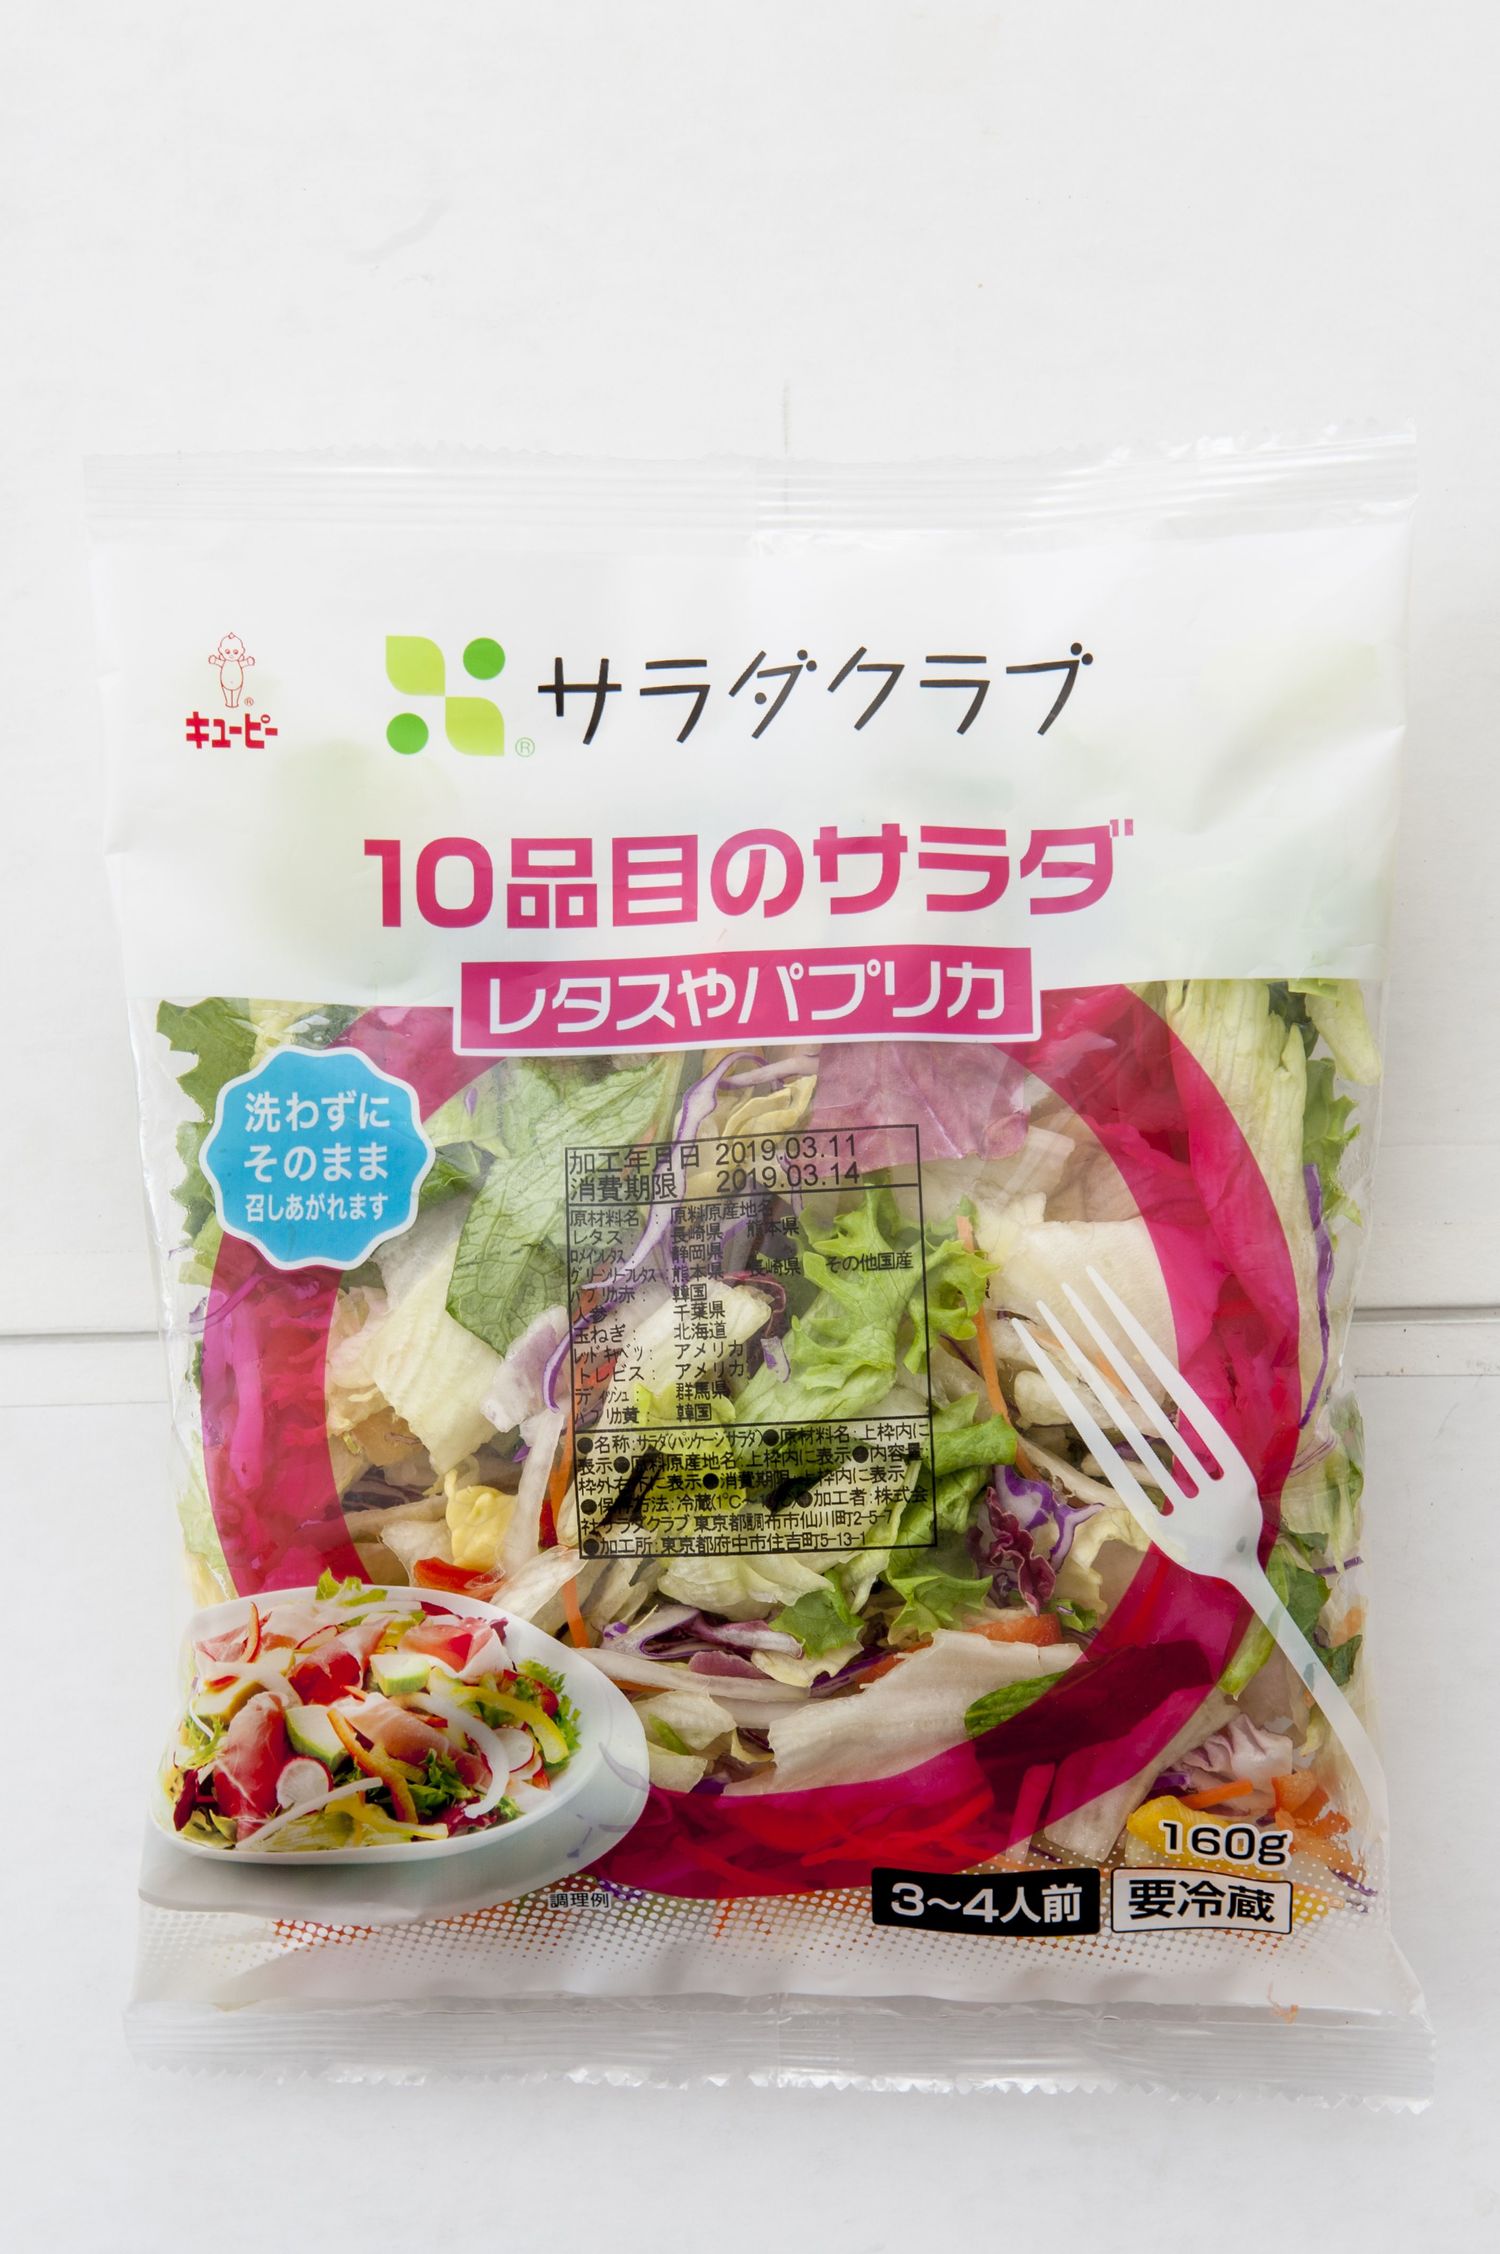 キユーピー
サラダクラブ
10品目のサラダ
レタスやパプリカ
洗わずに
そのまま
召しあがれます
加工年月日 2019.03.11
消費期限 2019.03.14
原材料名 : 原料原産地名
レタス : 長崎県 熊本県
ロメインレタス : 静岡県
グリーンリーフレタス : 熊本県 長崎県 その他国産
パプリカ赤 : 韓国
人参 : 千葉県
玉ねぎ : 北海道
レッドキャベツ : アメリカ
トレビス : アメリカ
ディッシュ : 群馬県
パプリカ黄 : 韓国
●名称:サラダ(パッケージサラダ)●原材料名:上枠内に
表示●原料原産地名:上枠内に表示●内容量:
枠外右下に表示●消費期限:上枠内に表示
●保存方法:冷蔵(1℃~10℃)●加工者:株式会
社サラダクラブ 東京都調布市仙川町2-5-7
●加工所:東京都府中市住吉町5-13-1
160g
調理例
3~4人前
要冷蔵